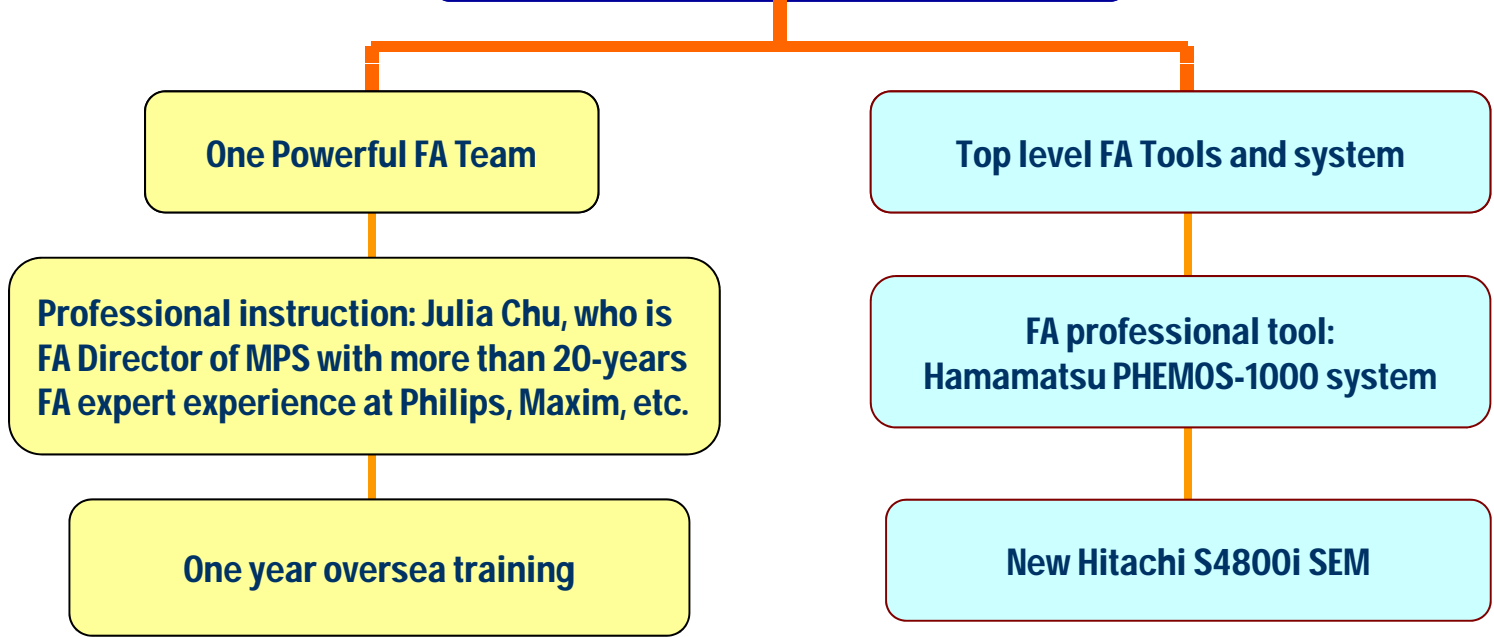 One Powerful FA Team
Top level FA Tools and system
Professional instruction: Julia Chu, who is
FA Director of MPS with more than 20-years
FA expert experience at Philips, Maxim, etc.
FA professional tool:
Hamamatsu PHEMOS-1000 system
One year oversea training
New Hitachi S4800i SEM